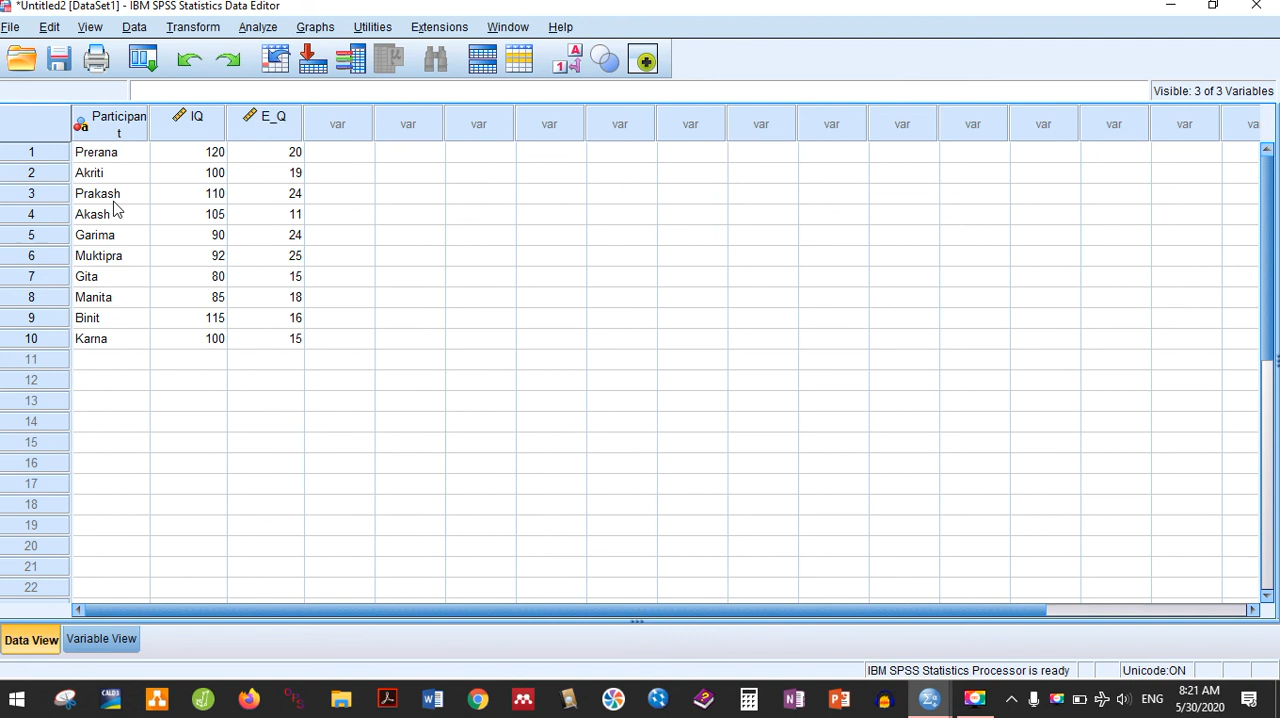 *Untitled2 [DataSet1] - IBM SPSS Statistics Data Editor
File Edit View Data Transform Analyze Graphs Utilities Extensions Window Help
Visible: 3 of 3 Variables
Participan
t
IQ E_Q var var var var var var var var var var var var var va
1 Prerana 120 20
2 Akriti 100 19
3 Prakash 110 24
4 Akash 105 11
5 Garima 90 24
6 Muktipra 92 25
7 Gita 80 15
8 Manita 85 18
9 Binit 115 16
10 Karna 100 15
11
12
13
14
15
16
17
18
19
20
21
22
Data View Variable View
IBM SPSS Statistics Processor is ready Unicode:ON
ENG 8:21 AM
5/30/2020